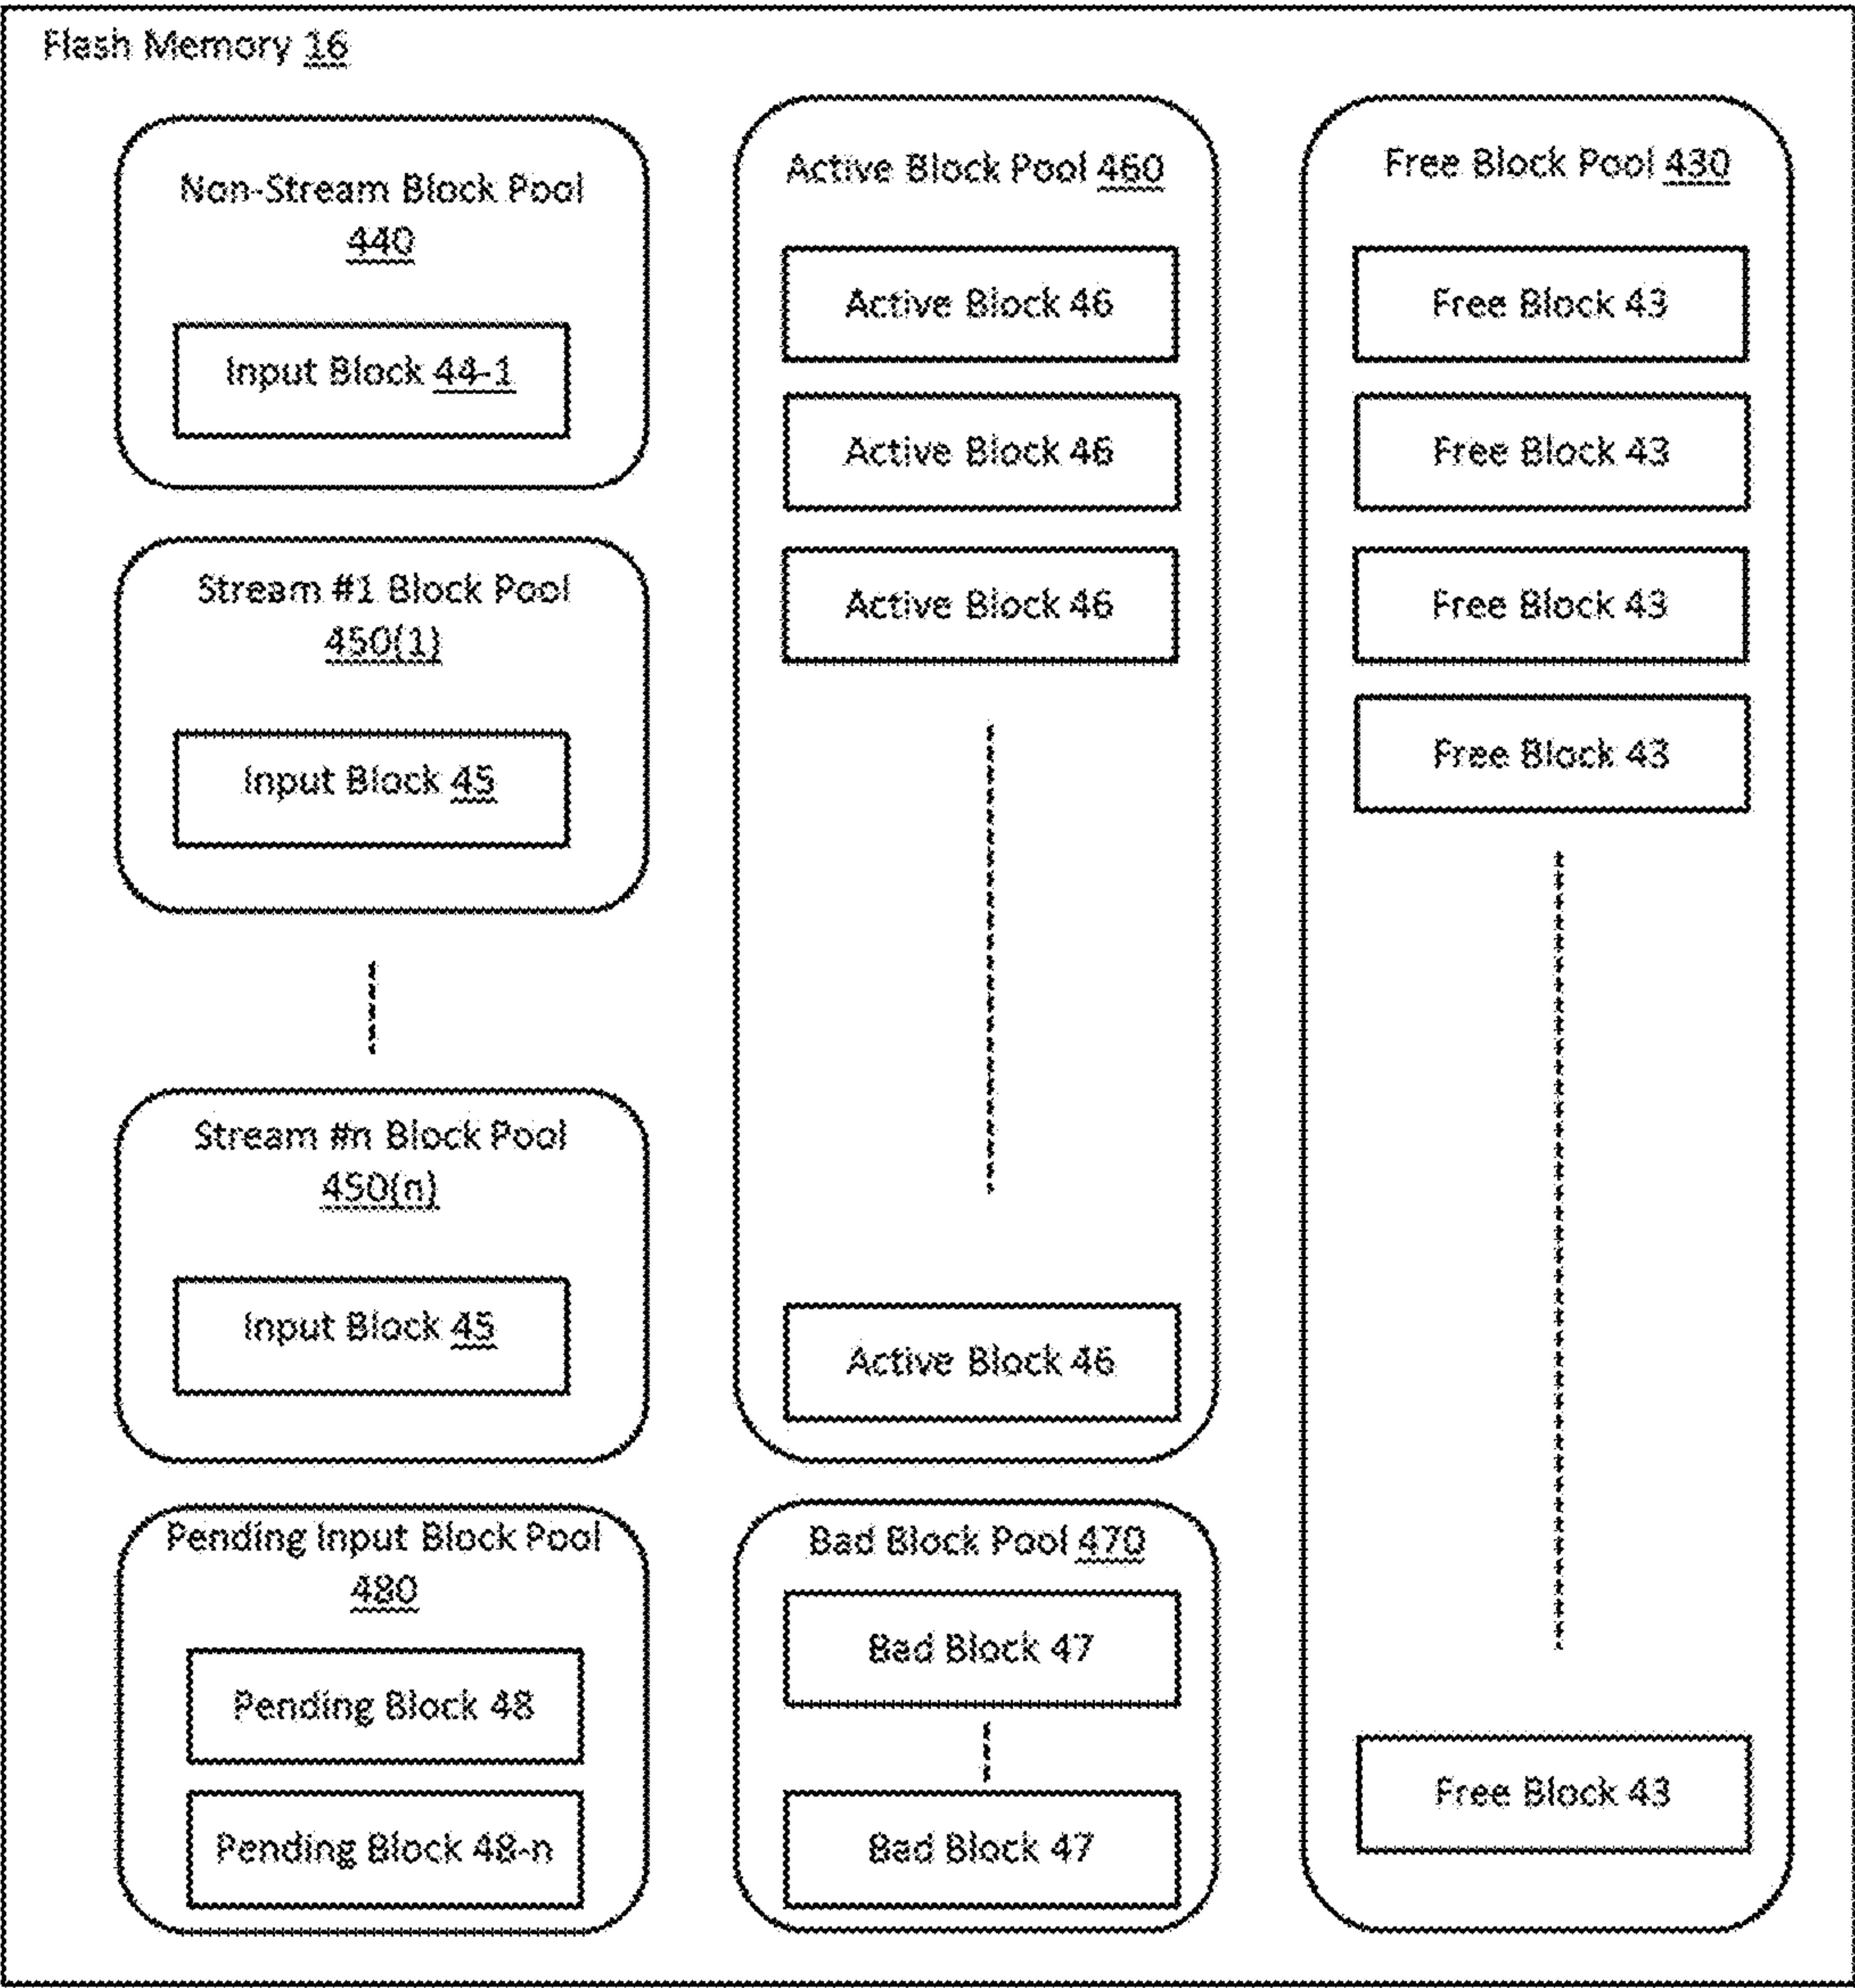 Flash Memory 16
Non-Stream Block Pool
440
Input Block 44-1
Stream #1 Block Pool
450(1)
Input Block 45
Stream #n Block Pool
450(n)
Input Block 45
Pending Input Block Pool
480
Pending Block 48
Pending Block 48-n
Active Block Pool 460
Active Block 46
Active Block 46
Active Block 46
Active Block 46
Bad Block Pool 470
Bad Block 47
Bad Block 47
Free Block Pool 430
Free Block 43
Free Block 43
Free Block 43
Free Block 43
Free Block 43